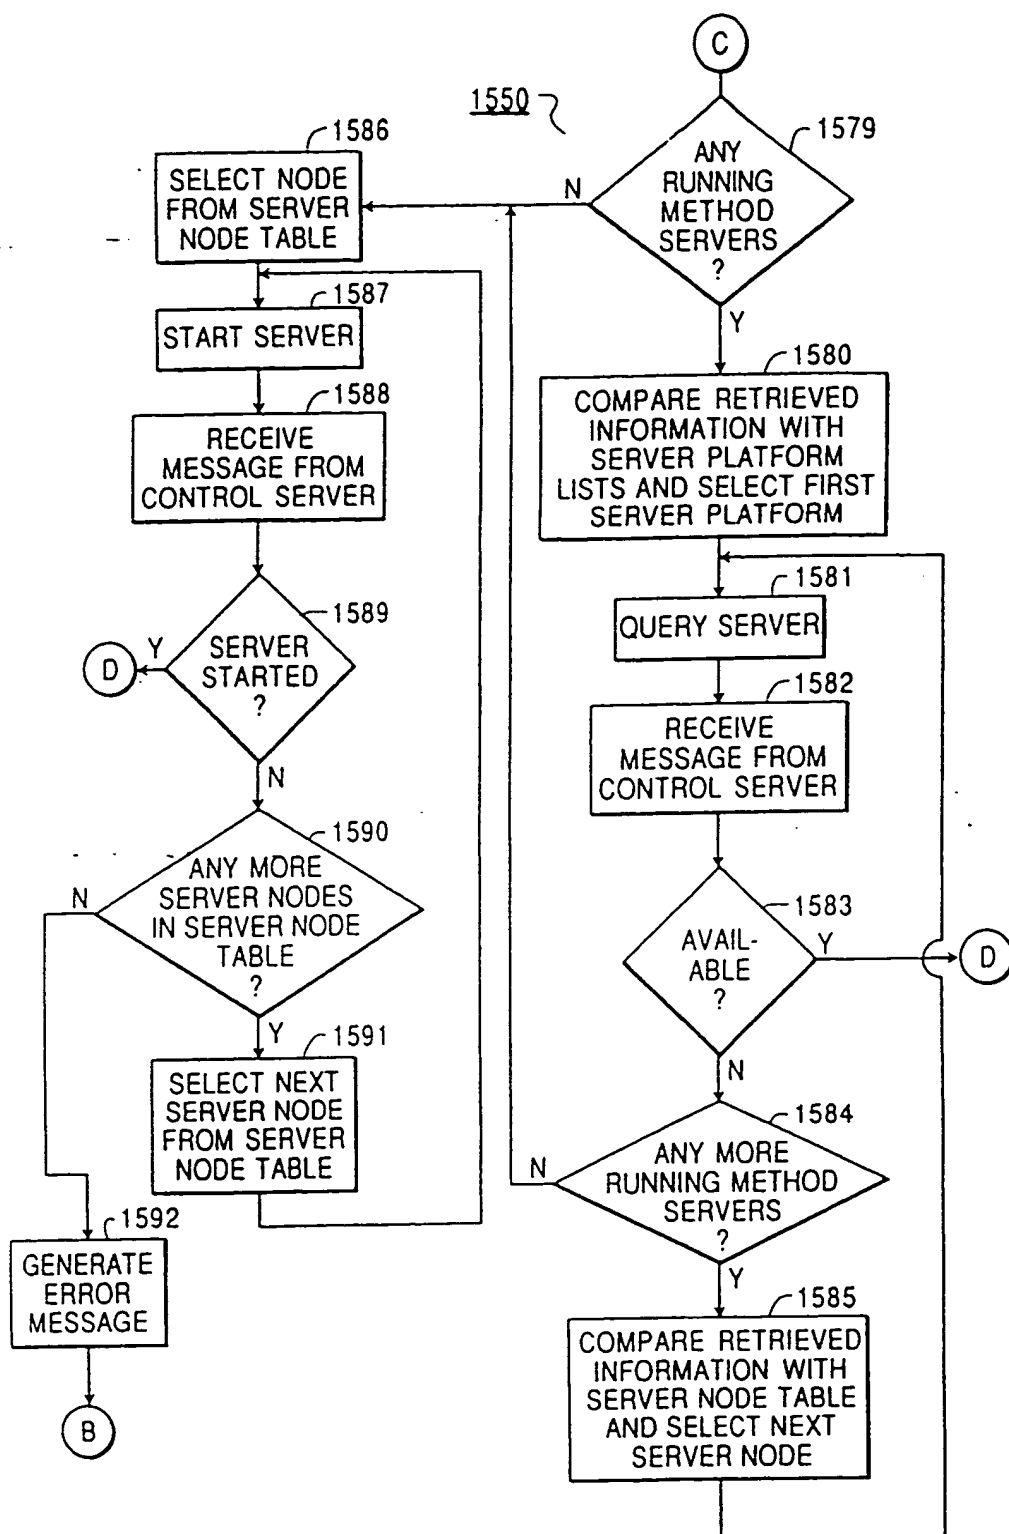 C
1550
1579
ANY
RUNNING
METHOD
SERVERS
?
N
Y
1586
SELECT NODE
FROM SERVER
NODE TABLE
1587
START SERVER
1588
RECEIVE
MESSAGE FROM
CONTROL SERVER
1589
SERVER
STARTED
?
Y
D
N
1590
ANY MORE
SERVER NODES
IN SERVER NODE
TABLE
?
N
Y
1591
SELECT NEXT
SERVER NODE
FROM SERVER
NODE TABLE
1592
GENERATE
ERROR
MESSAGE
B
1580
COMPARE RETRIEVED
INFORMATION WITH
SERVER PLATFORM
LISTS AND SELECT FIRST
SERVER PLATFORM
1581
QUERY SERVER
1582
RECEIVE
MESSAGE FROM
CONTROL SERVER
1583
AVAIL-
ABLE
?
Y
D
N
1584
ANY MORE
RUNNING METHOD
SERVERS
?
N
Y
1585
COMPARE RETRIEVED
INFORMATION WITH
SERVER NODE TABLE
AND SELECT NEXT
SERVER NODE